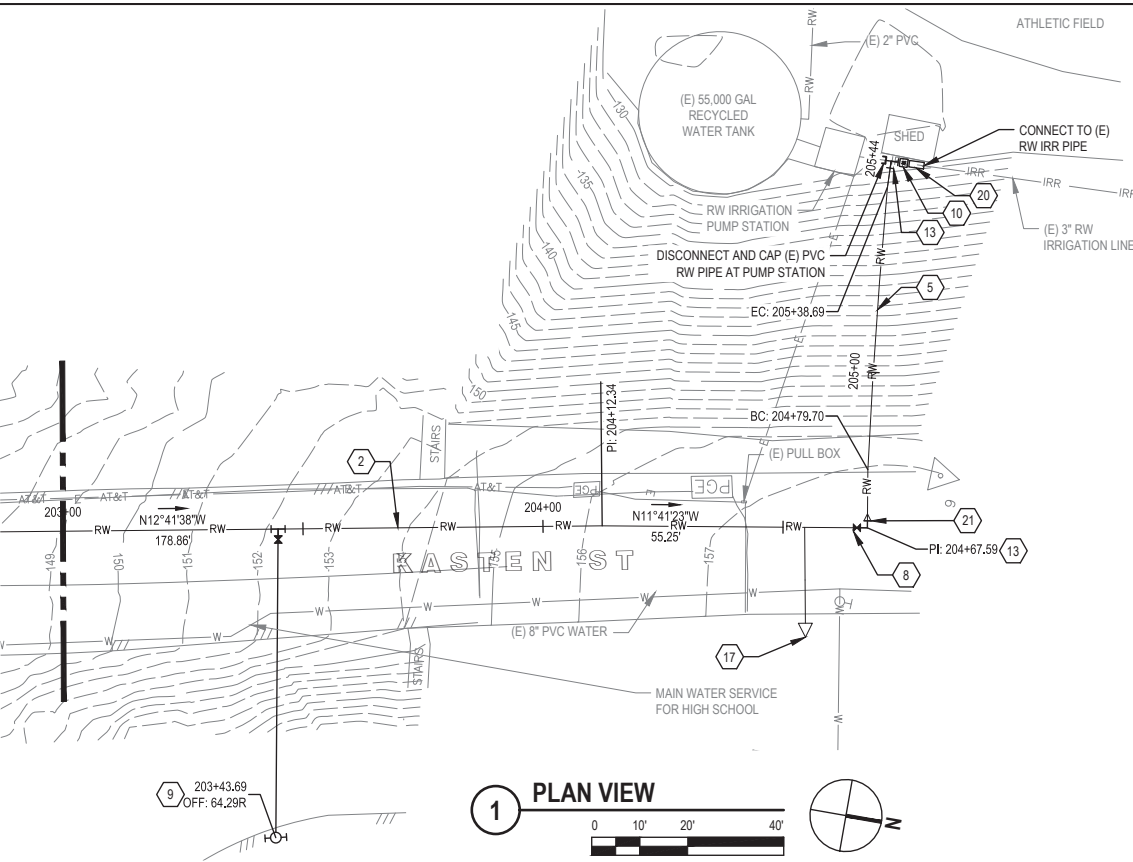 ATHLETIC FIELD
(E) 2" PVC
RW
130
(E) 55,000 GAL
RECYCLED
WATER TANK
SHED
CONNECT TO (E)
RW IRR PIPE
205+44
135
IRR
IRR
IRR
20
10
13
RW IRRIGATION
PUMP STATION
(E) 3" RW
IRRIGATION LINE
E
140
DISCONNECT AND CAP (E) PVC
RW PIPE AT PUMP STATION
RW
5
EC: 205+38.69
145
E
205+00
RW
150
PI: 204+12.34
BC: 204+79.70
STAIRS
E
2
(E) PULL BOX
AT&T
E
AT&T
AT&T
AT&T
PGE
E
PGE
RW
P
203+00
N12°41'38"W
204+00
N11°41'23"W
21
RW
RW
RW
RW
RW
RW
RW
178.86'
55.25'
PI: 204+67.59
13
8
149
150
151
152
153
155
156
157
KASTEN ST
W
W
W
W
W
W
W
(E) 8" PVC WATER
STAIRS
17
MAIN WATER SERVICE
FOR HIGH SCHOOL
W
9
203+43.69
OFF: 64.29R
1
PLAN VIEW
0 10' 20' 40'
N